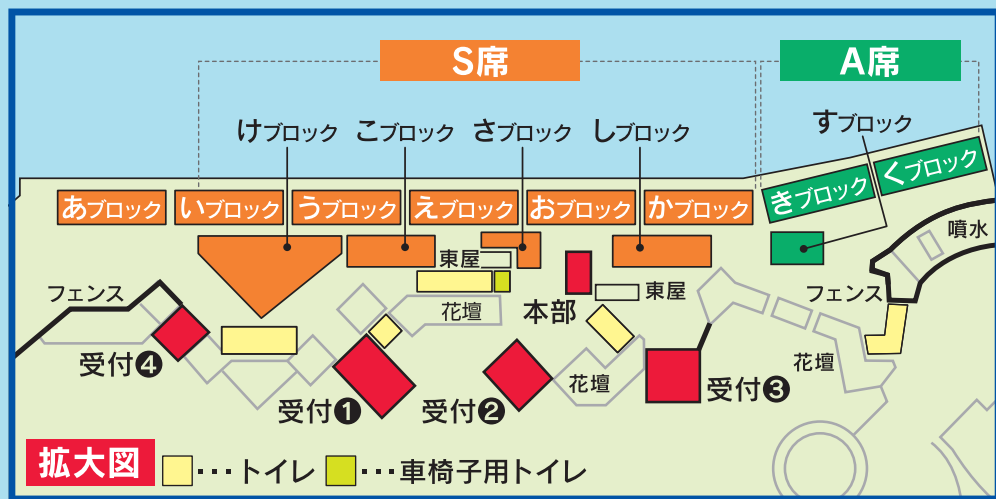 S席
A席
けブロック
こブロック
さブロック
しブロック
すブロック
あブロック
いブロック
うブロック
えブロック
おブロック
かブロック
きブロック
くブロック
噴水
東屋
東屋
フェンス
花壇
本部
フェンス
受付❹
花壇
花壇
受付❶
受付❷
受付❸
拡大図
･･･トイレ
･･･車椅子用トイレ